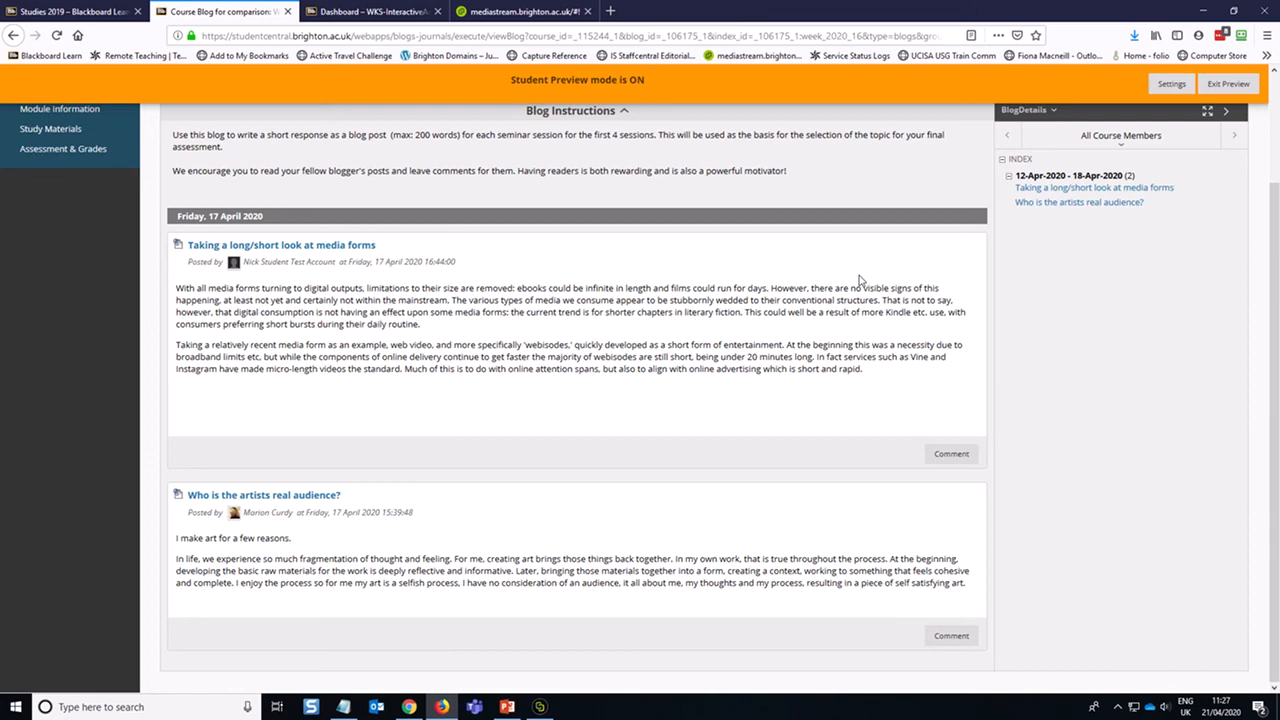 Studies 2019 – Blackboard Lea
Course Blog for comparison: W
Dashboard – WKS-InteractiveA
mediastream.brighton.ac.uk/#!
https://studentcentral.brighton.ac.uk/webapps/blogs-journals/execute/viewBlog?course_id=_115244_1&blog_id=_106175_1&index_id=_106175_1:week_2020_16&type=blogs&gro
Blackboard Learn
Remote Teaching | Te...
Add to My Bookmarks
Active Travel Challenge
Brighton Domains – Ju...
Capture Reference
IS Staffcentral Editorial...
mediastream.brighton...
Service Status Logs
UCISA USG Train Comm
Fiona Macneill - Outlo...
Home - folio
Computer Store
Student Preview mode is ON
Settings
Exit Preview
Module Information
Study Materials
Assessment & Grades
Blog Instructions
Use this blog to write a short response as a blog post (max: 200 words) for each seminar session for the first 4 sessions. This will be used as the basis for the selection of the topic for your final
assessment.
We encourage you to read your fellow blogger's posts and leave comments for them. Having readers is both rewarding and is also a powerful motivator!
BlogDetails
All Course Members
INDEX
12-Apr-2020 - 18-Apr-2020 (2)
Taking a long/short look at media forms
Who is the artists real audience?
Friday, 17 April 2020
Taking a long/short look at media forms
Posted by Nick Student Test Account at Friday, 17 April 2020 16:44:00
With all media forms turning to digital outputs, limitations to their size are removed: ebooks could be infinite in length and films could run for days. However, there are no visible signs of this
happening, at least not yet and certainly not within the mainstream. The various types of media we consume appear to be stubbornly wedded to their conventional structures. That is not to say,
however, that digital consumption is not having an effect upon some media forms: the current trend is for shorter chapters in literary fiction. This could well be a result of more Kindle etc. use, with
consumers preferring short bursts during their daily routine.
Taking a relatively recent media form as an example, web video, and more specifically 'webisodes,' quickly developed as a short form of entertainment. At the beginning this was a necessity due to
broadband limits etc, but while the components of online delivery continue to get faster the majority of webisodes are still short, being under 20 minutes long. In fact services such as Vine and
Instagram have made micro-length videos the standard. Much of this is to do with online attention spans, but also to align with online advertising which is short and rapid.
Comment
Who is the artists real audience?
Posted by Marion Curdy at Friday, 17 April 2020 15:39:48
I make art for a few reasons.
In life, we experience so much fragmentation of thought and feeling. For me, creating art brings those things back together. In my own work, that is true throughout the process. At the beginning,
developing the basic raw materials for the work is deeply reflective and informative. Later, bringing those materials together into a form, creating a context, working to something that feels cohesive
and complete. I enjoy the process so for me my art is a selfish process, I have no consideration of an audience, it all about me, my thoughts and my process, resulting in a piece of self satisfying art.
Comment
Type here to search
ENG
UK
11:27
21/04/2020